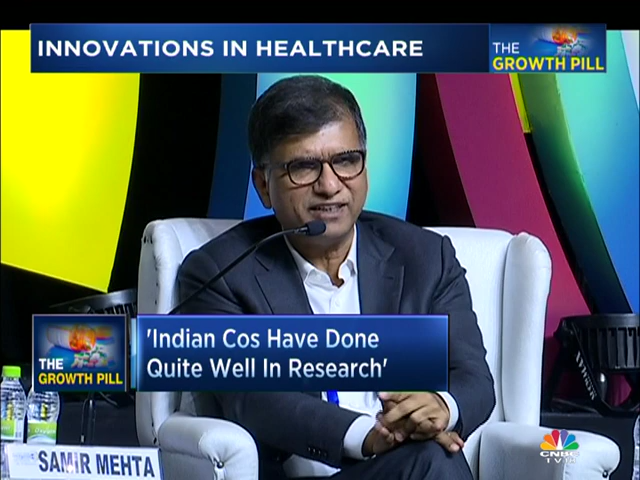 INNOVATIONS IN HEALTHCARE
THE
GROWTH PILL
'Indian Cos Have Done
Quite Well In Research'
THE
GROWTH PILL
SAMIR MEHTA
CNBC
TV18